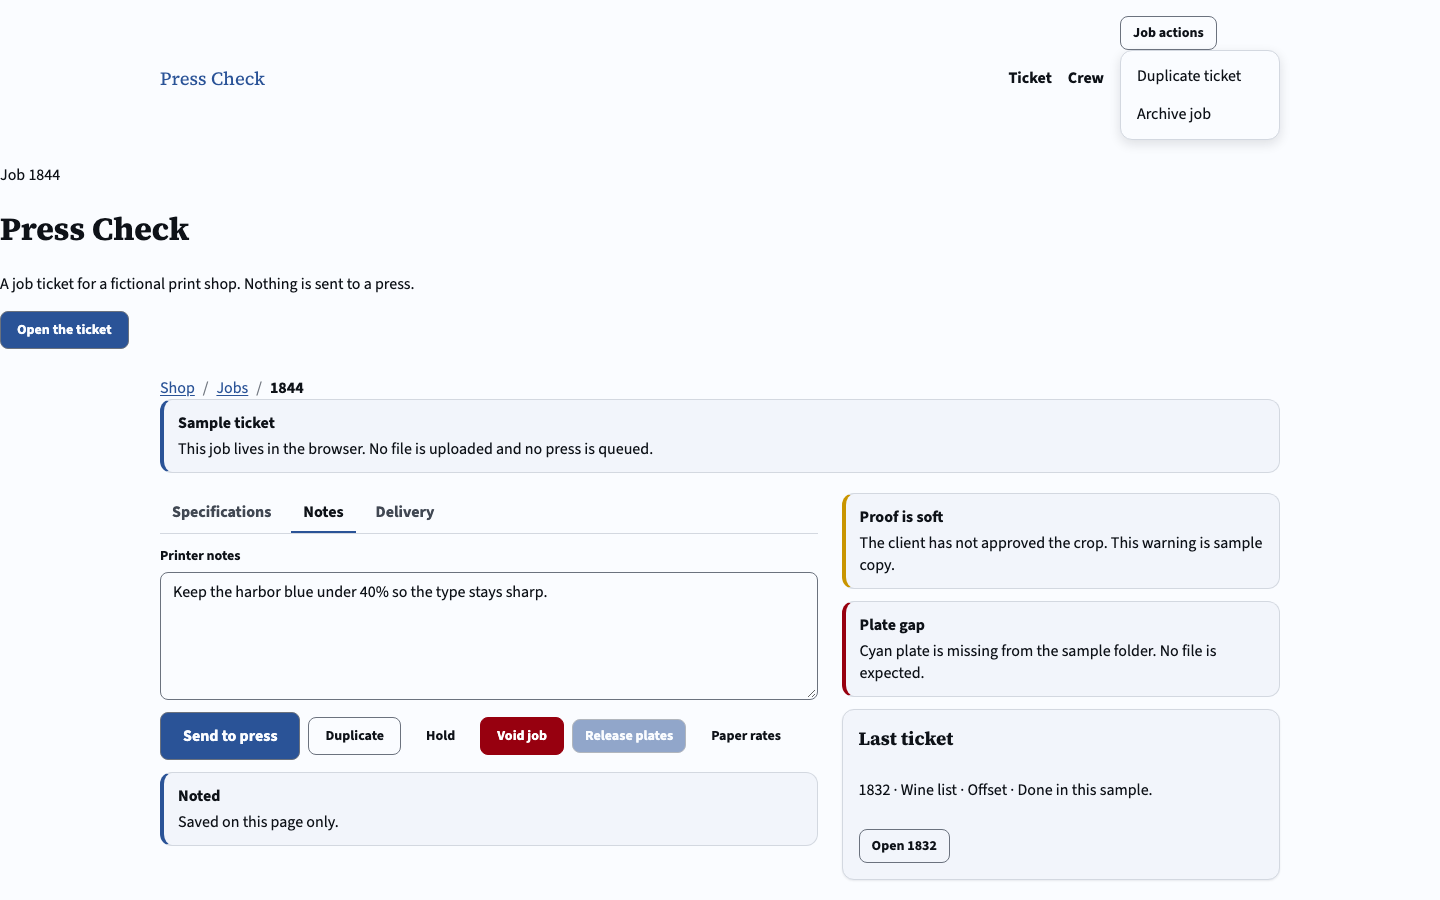 Job actions
Press Check
Ticket
Crew
Duplicate ticket
Archive job
Job 1844
Press Check
A job ticket for a fictional print shop. Nothing is sent to a press.
Open the ticket
Shop / Jobs / 1844
Sample ticket
This job lives in the browser. No file is uploaded and no press is queued.
Specifications
Notes
Delivery
Printer notes
Keep the harbor blue under 40% so the type stays sharp.
Send to press
Duplicate
Hold
Void job
Release plates
Paper rates
Noted
Saved on this page only.
Proof is soft
The client has not approved the crop. This warning is sample
copy.
Plate gap
Cyan plate is missing from the sample folder. No file is
expected.
Last ticket
1832 · Wine list · Offset · Done in this sample.
Open 1832